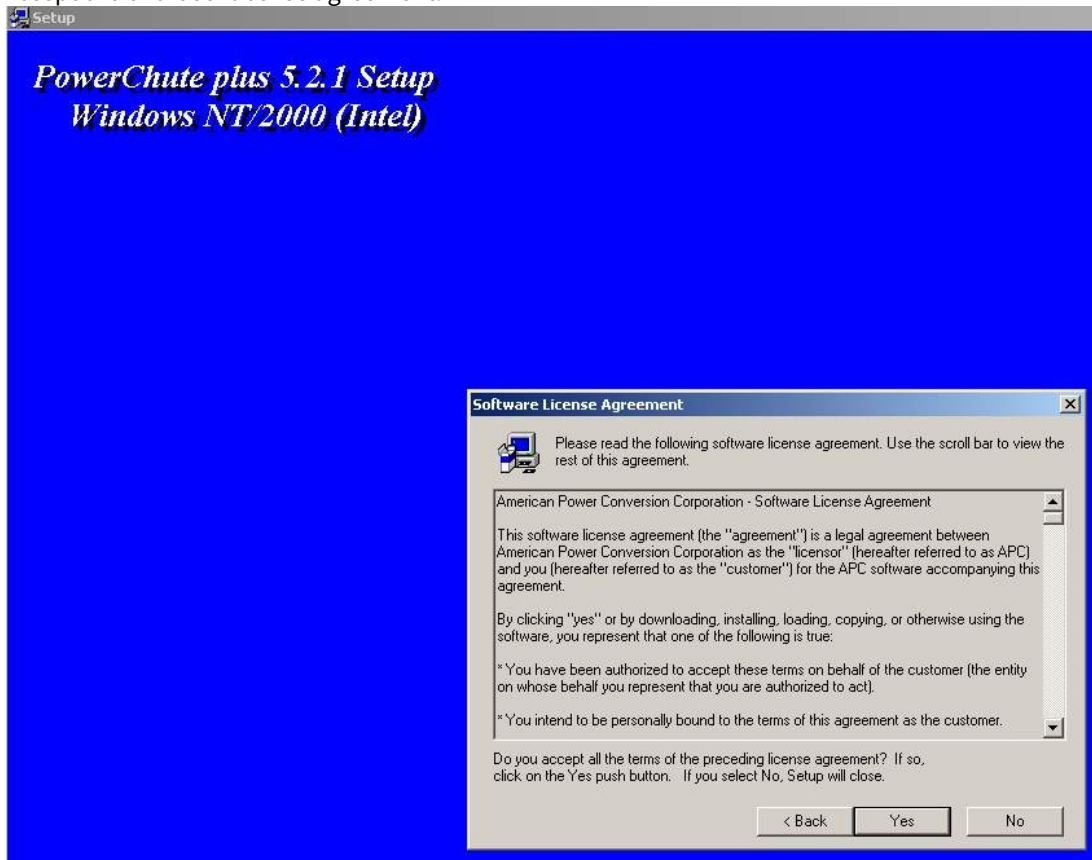 Setup
PowerChute plus 5.2.1 Setup
Windows NT/2000 (Intel)
Software License Agreement
Please read the following software license agreement. Use the scroll bar to view the
rest of this agreement.
American Power Conversion Corporation - Software License Agreement
This software license agreement (the "agreement") is a legal agreement between
American Power Conversion Corporation as the "licensor" (hereafter referred to as APC)
and you (hereafter referred to as the "customer") for the APC software accompanying this
agreement.
By clicking "yes" or by downloading, installing, loading, copying, or otherwise using the
software, you represent that one of the following is true:
* You have been authorized to accept these terms on behalf of the customer (the entity
on whose behalf you represent that you are authorized to act).
* You intend to be personally bound to the terms of this agreement as the customer.
Do you accept all the terms of the preceding license agreement? If so,
click on the Yes push button. If you select No, Setup will close.
< Back
Yes
No